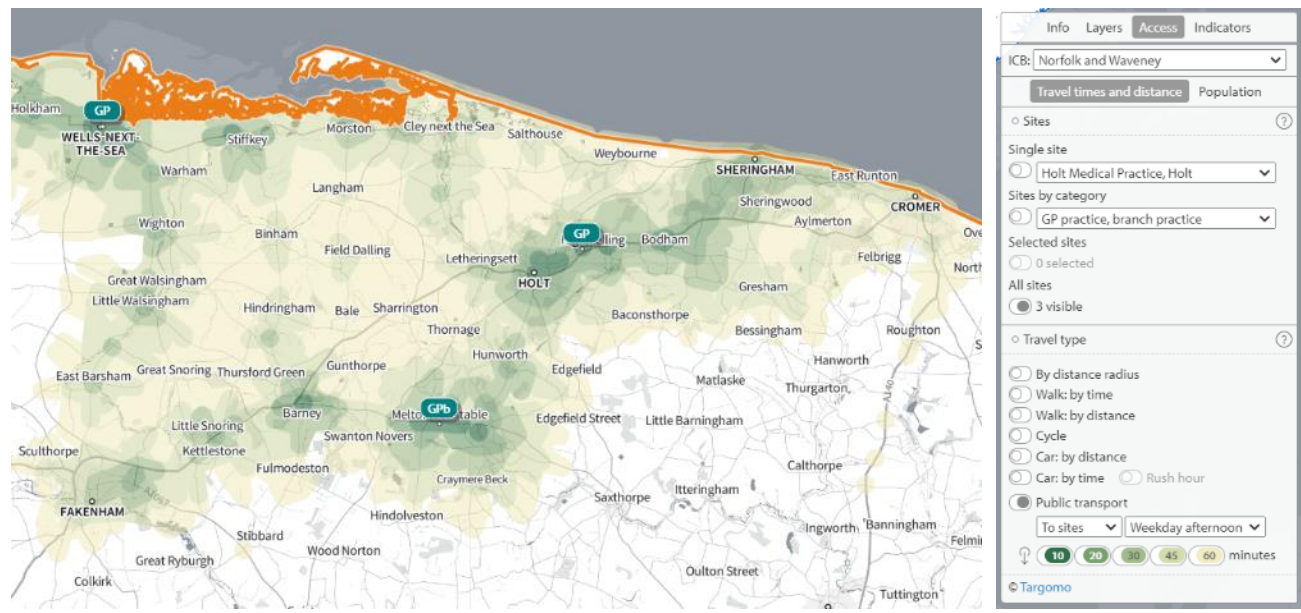 Holkham
GP
WELLS-NEXT-
THE-SEA
Stiffkey
Morston
Cley next the Sea
Salthouse
Weybourne
Warham
SHERINGHAM
East Runton
Langham
Sheringwood
CROMER
Wighton
Binham
Aylmerton
GP
Bodham
Field Dalling
Letheringsett
Felbrigg
North
HOLT
Great Walsingham
Little Walsingham
Gresham
Hindringham
Bale
Sharrington
Baconsthorpe
Thornage
Bessingham
Roughton
Hunworth
Hanworth
East Barsham
Great Snoring
Thursford Green
Gunthorpe
Edgefield
Matlaske
Thurgarton
A140
Barney
GPb
Little Snoring
Edgefield Street
Little Barningham
Swanton Novers
Sculthorpe
Kettlestone
Fulmodeston
Calthorpe
Craymere Beck
Itteringham
Saxthorpe
FAKENHAM
Hindolveston
Ingworth
Banningham
Stibbard
Felmi
Wood Norton
Great Ryburgh
Oulton Street
Colkirk
Tuttington
Info Layers Access Indicators
ICB: Norfolk and Waveney
Travel times and distance Population
Sites ?
Single site
Holt Medical Practice, Holt
Sites by category
GP practice, branch practice
Selected sites
0 selected
All sites
3 visible
Travel type ?
By distance radius
Walk: by time
Walk: by distance
Cycle
Car: by distance
Car: by time Rush hour
Public transport
To sites Weekday afternoon
10 20 30 45 60 minutes
© Targomo